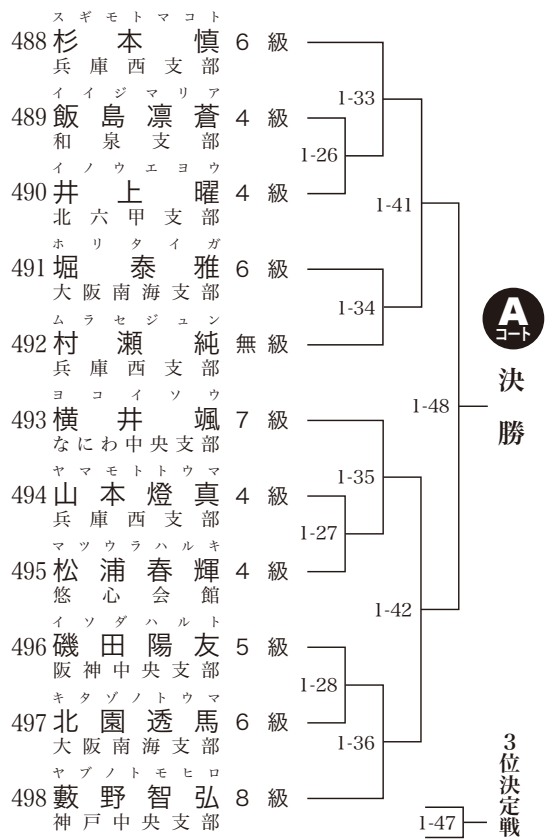 スギモトマコト
488 杉本慎 6級
兵庫西支部
イイジマリア
489 飯島凛蒼 4級
和泉支部
イノウエヨウ
490 井上曜 4級
北六甲支部
ホリタイガ
491 堀泰雅 6級
大阪南海支部
ムラセジュン
492 村瀬純 無級
兵庫西支部
ヨコイソウ
493 横井颯 7級
なにわ中央支部
ヤマモトトウマ
494 山本燈真 4級
兵庫西支部
マツウラハルキ
495 松浦春輝 4級
悠心会館
イソダハルト
496 磯田陽友 5級
阪神中央支部
キタゾノトウマ
497 北園透馬 6級
大阪南海支部
ヤブノトモヒロ
498 藪野智弘 8級
神戸中央支部
1-33
1-26
1-41
1-34
1-48
1-35
1-27
1-42
1-28
1-36
1-47
A
コート
決勝
3位決定戦